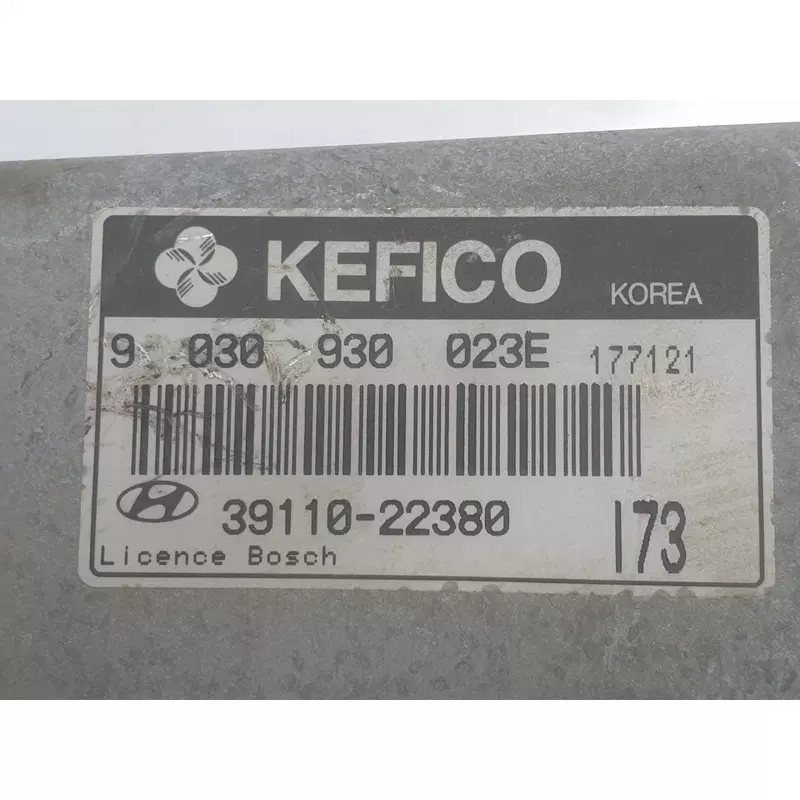 KEFICO KOREA
9 030 930 023E 177121
39110-22380 173
Licence Bosch